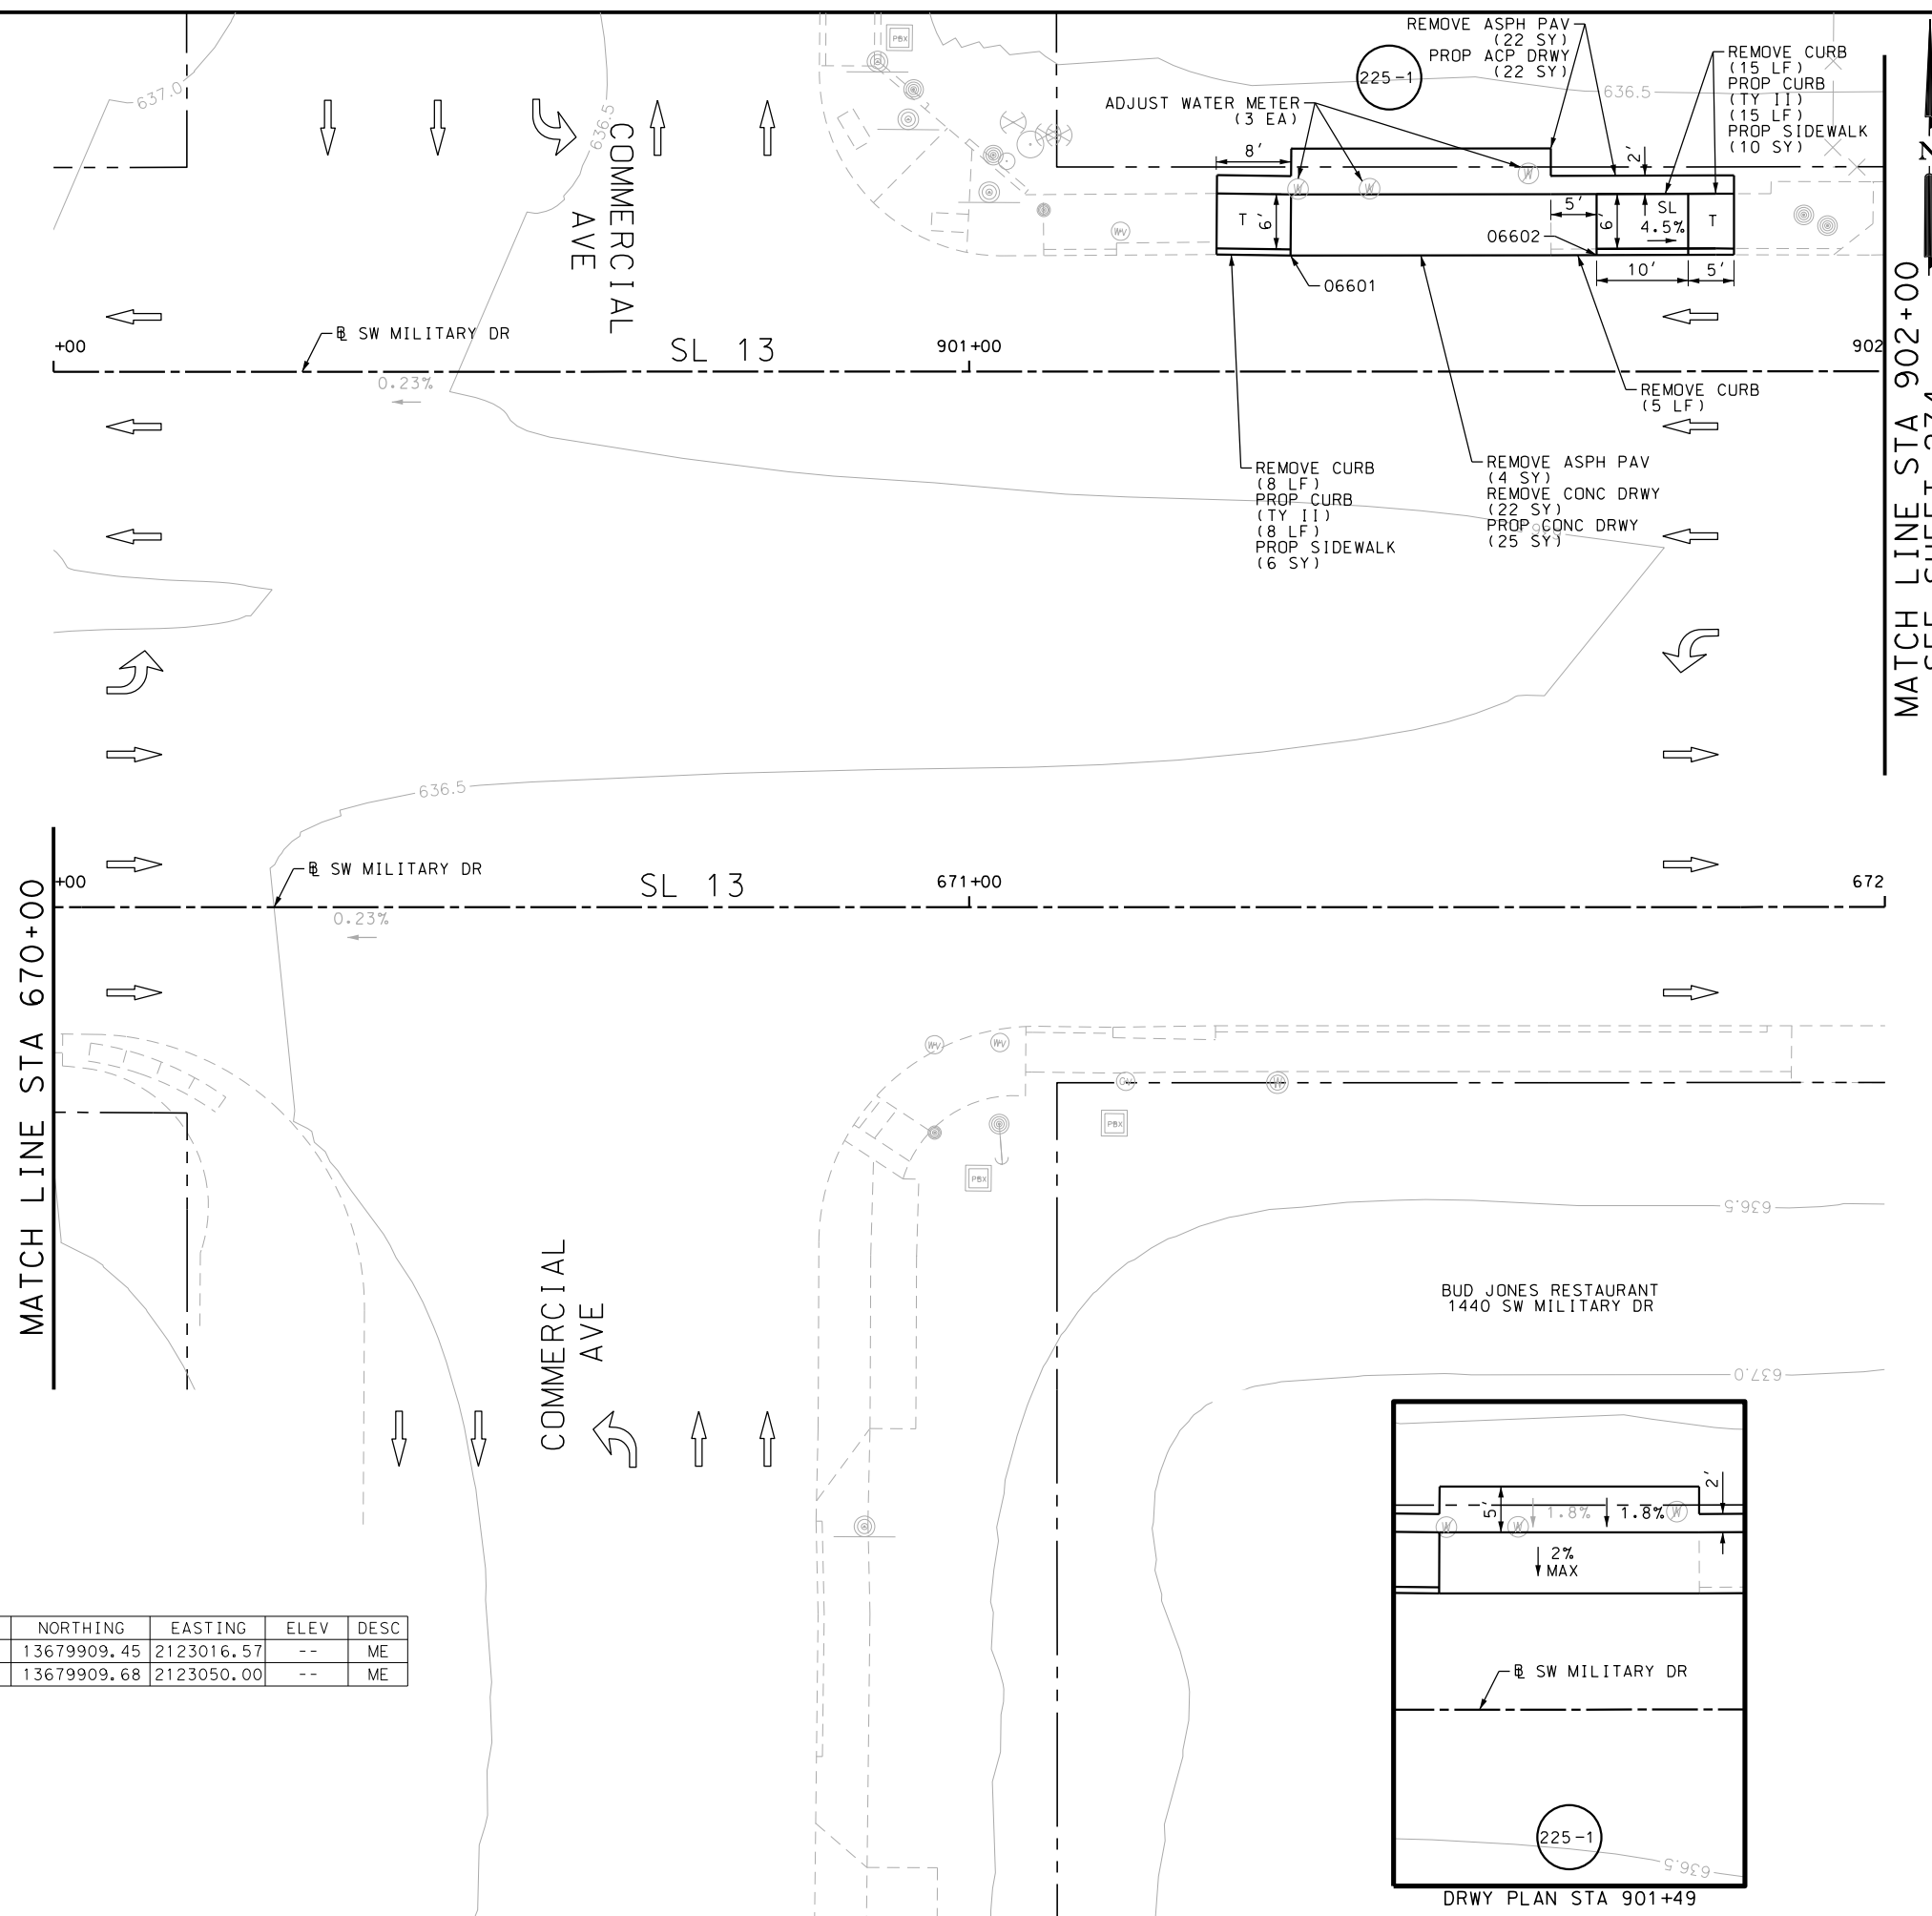 REMOVE ASPH PAV
(22 SY)
PROP ACP DRWY
(22 SY)
225-1
REMOVE CURB
(15 LF)
PROP CURB
(TY II)
(15 LF)
PROP SIDEWALK
(10 SY)
ADJUST WATER METER
(3 EA)
PBX
637.0
636.5
636.5
COMMERCIAL
AVE
8'
2'
W
W
W
WV
T
6'
5'
6'
SL
4.5%
T
06602
06601
10'
5'
N
+00
B SW MILITARY DR
SL 13
901+00
902
0.23%
REMOVE CURB
(5 LF)
REMOVE CURB
(8 LF)
PROP CURB
(TY II)
(8 LF)
PROP SIDEWALK
(6 SY)
REMOVE ASPH PAV
(4 SY)
REMOVE CONC DRWY
(22 SY)
PROP CONC DRWY
(25 SY)
MATCH LINE STA 902+00
636.5
+00
B SW MILITARY DR
SL 13
671+00
672
0.23%
MATCH LINE STA 670+00
WV
WV
W
PBX
PBX
636.5
COMMERCIAL
AVE
BUD JONES RESTAURANT
1440 SW MILITARY DR
637.0
5'
1.8%
1.8%
2'
W
W
W
2%
MAX
B SW MILITARY DR
225-1
636.5
DRWY PLAN STA 901+49
NORTHING EASTING ELEV DESC
13679909.45 2123016.57 -- ME
13679909.68 2123050.00 -- ME